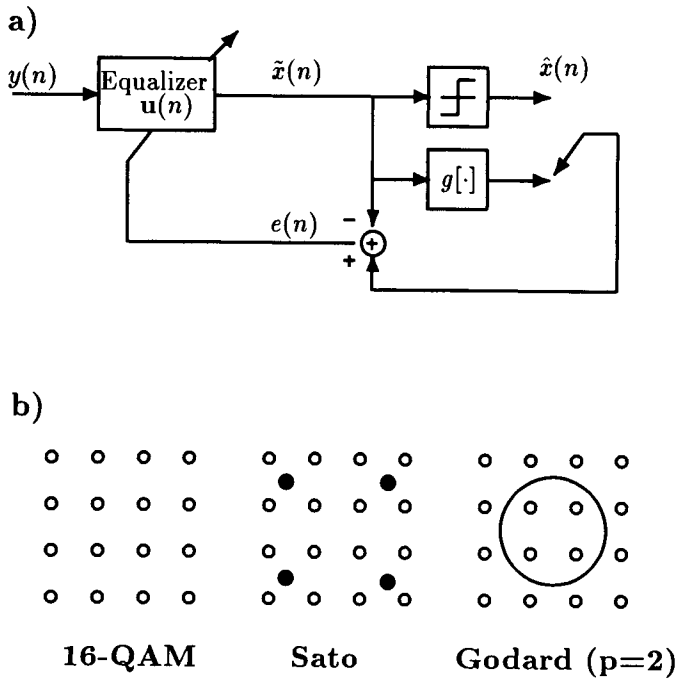 a)
y(n)
Equalizer
u(n)
x̃(n)
x̂(n)
g[·]
−
e(n)
+
+
b)
16-QAM
Sato
Godard (p=2)